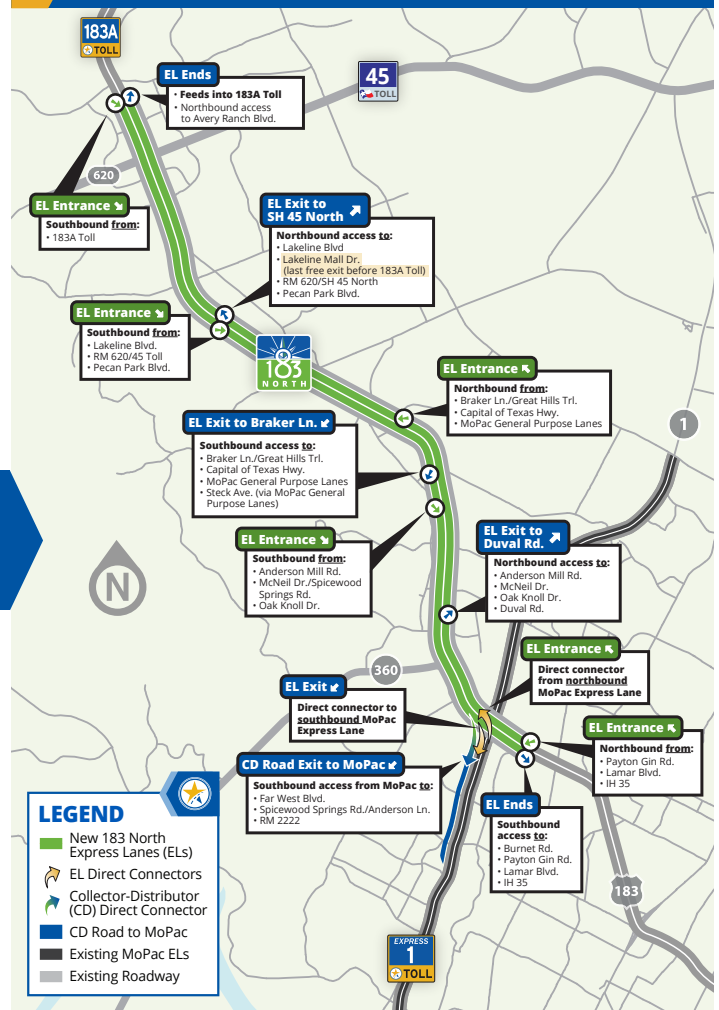 183A
TOLL
EL Ends
• Feeds into 183A Toll
• Northbound access
to Avery Ranch Blvd.
45
TOLL
620
EL Entrance
Southbound from:
• 183A Toll
EL Exit to
SH 45 North
Northbound access to:
• Lakeline Blvd
• Lakeline Mall Dr.
(last free exit before 183A Toll)
• RM 620/SH 45 North
• Pecan Park Blvd.
EL Entrance
Southbound from:
• Lakeline Blvd.
• RM 620/45 Toll
• Pecan Park Blvd.
183
NORTH
EL Entrance
Northbound from:
• Braker Ln./Great Hills Trl.
• Capital of Texas Hwy.
• MoPac General Purpose Lanes
1
EL Exit to Braker Ln.
Southbound access to:
• Braker Ln./Great Hills Trl.
• Capital of Texas Hwy.
• MoPac General Purpose Lanes
• Steck Ave. (via MoPac General
Purpose Lanes)
EL Entrance
Southbound from:
• Anderson Mill Rd.
• McNeil Dr./Spicewood
Springs Rd.
• Oak Knoll Dr.
EL Exit to
Duval Rd.
Northbound access to:
• Anderson Mill Rd.
• McNeil Dr.
• Oak Knoll Dr.
• Duval Rd.
N
EL Entrance
Direct connector
from northbound
MoPac Express Lane
360
EL Exit
Direct connector to
southbound MoPac
Express Lane
EL Entrance
Northbound from:
• Payton Gin Rd.
• Lamar Blvd.
• IH 35
CD Road Exit to MoPac
Southbound access from MoPac to:
• Far West Blvd.
• Spicewood Springs Rd./Anderson Ln.
• RM 2222
EL Ends
Southbound
access to:
• Burnet Rd.
• Payton Gin Rd.
• Lamar Blvd.
• IH 35
183
EXPRESS
1
TOLL
LEGEND
New 183 North
Express Lanes (ELs)
EL Direct Connectors
Collector-Distributor
(CD) Direct Connector
CD Road to MoPac
Existing MoPac ELs
Existing Roadway